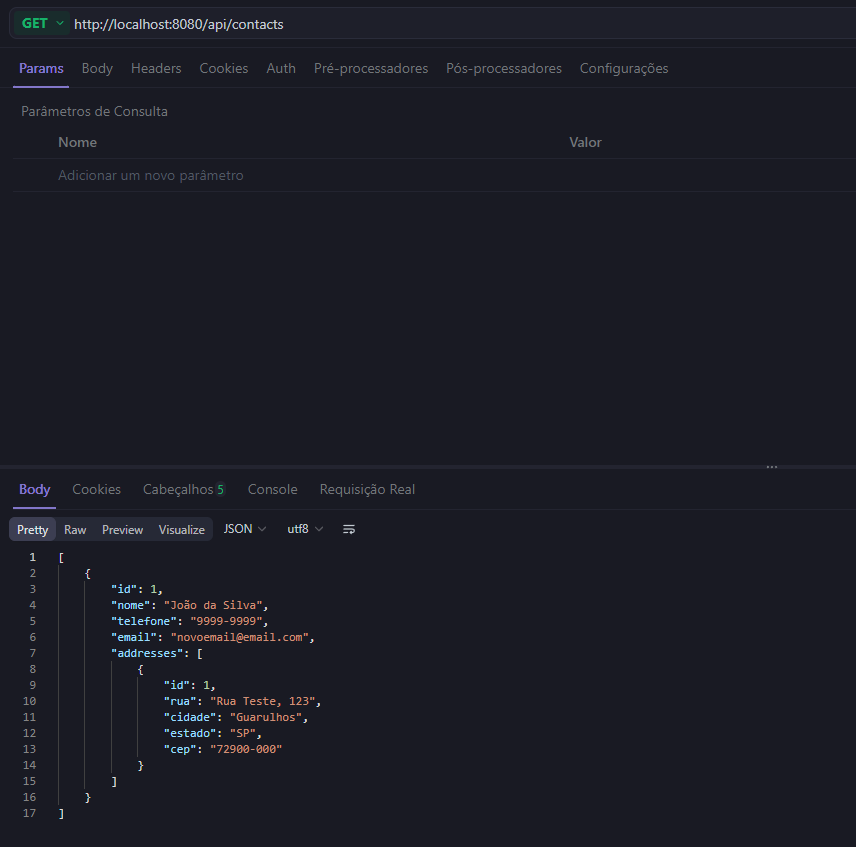 GET http://localhost:8080/api/contacts
Params Body Headers Cookies Auth Pré-processadores Pós-processadores Configurações
Parâmetros de Consulta
Nome Valor
Adicionar um novo parâmetro
Body Cookies Cabeçalhos 5 Console Requisição Real
Pretty Raw Preview Visualize JSON utf8
1 [
2 {
3 "id": 1,
4 "nome": "João da Silva",
5 "telefone": "9999-9999",
6 "email": "novoemail@email.com",
7 "addresses": [
8 {
9 "id": 1,
10 "rua": "Rua Teste, 123",
11 "cidade": "Guarulhos",
12 "estado": "SP",
13 "cep": "72900-000"
14 }
15 ]
16 }
17 ]